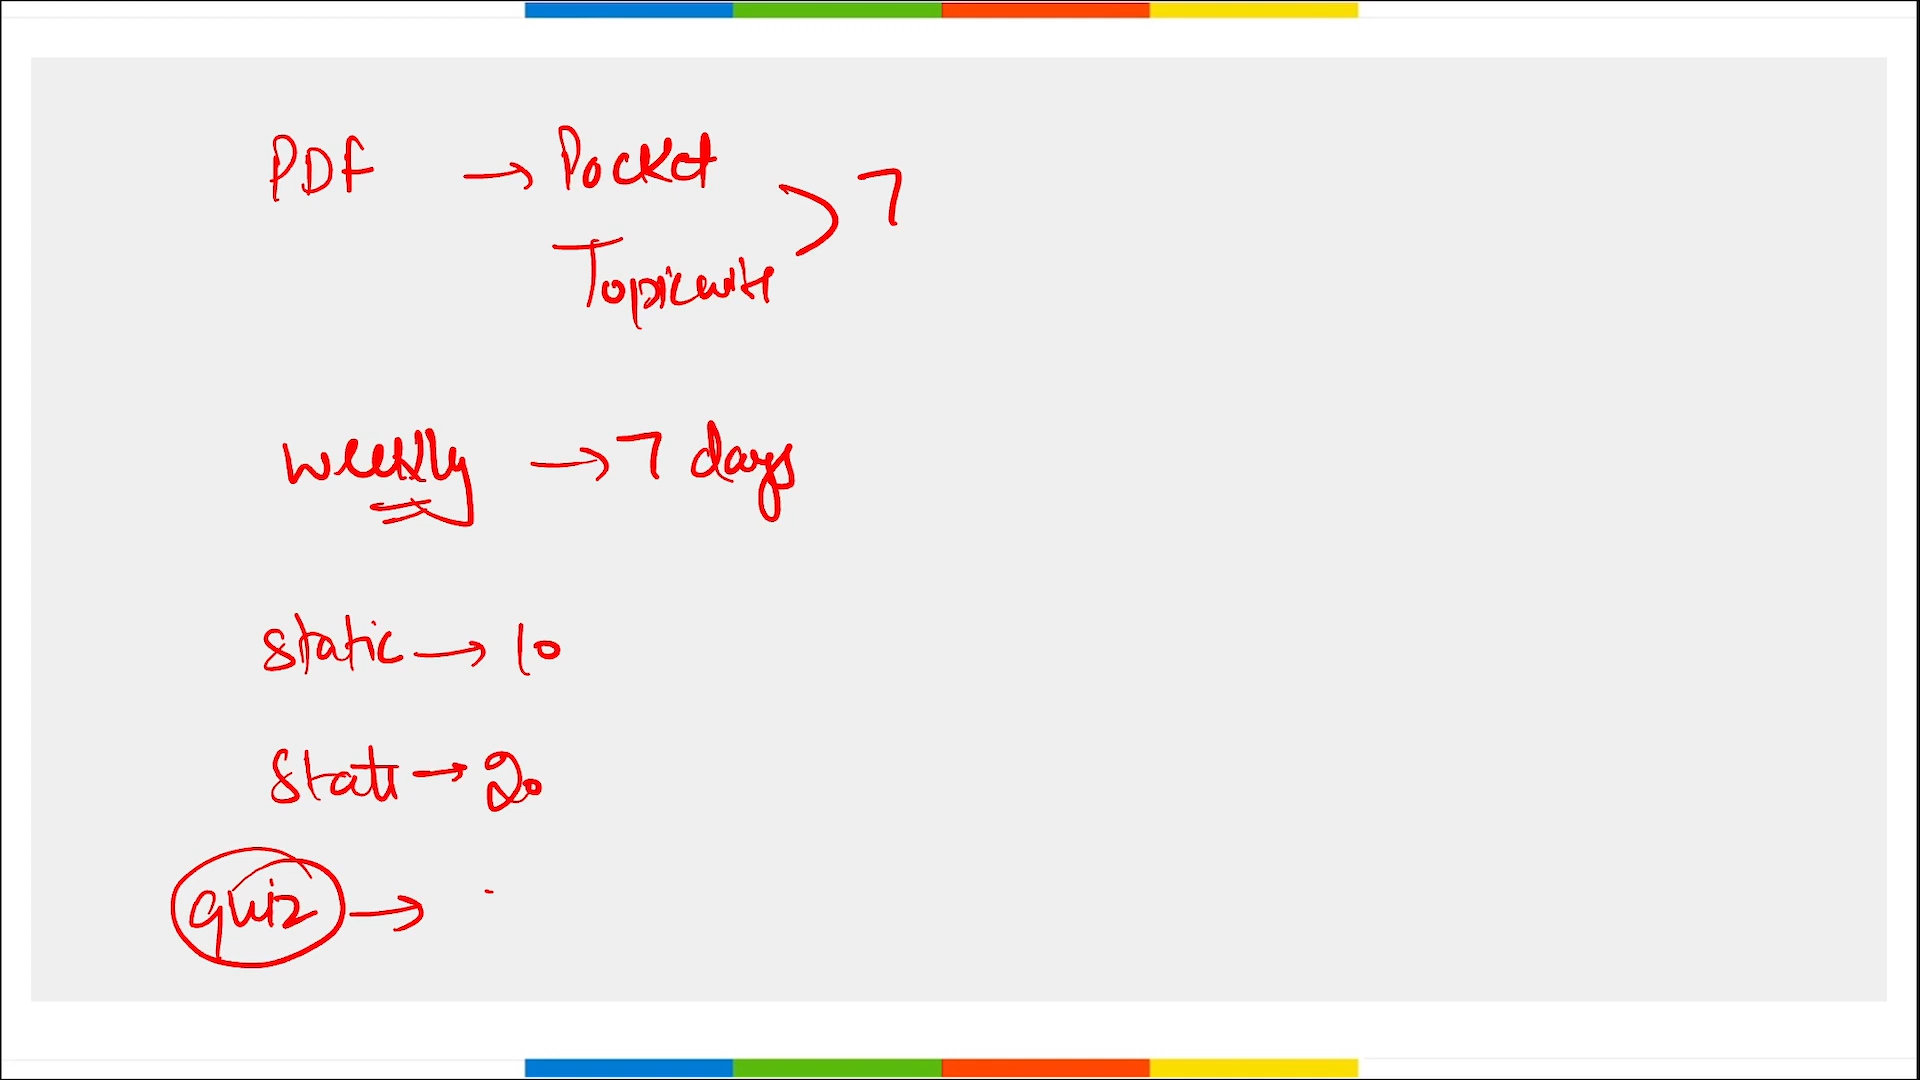 PDF → Pocket
Topicwise > 7
weekly → 7 days
static → 10
State → 20
quiz →